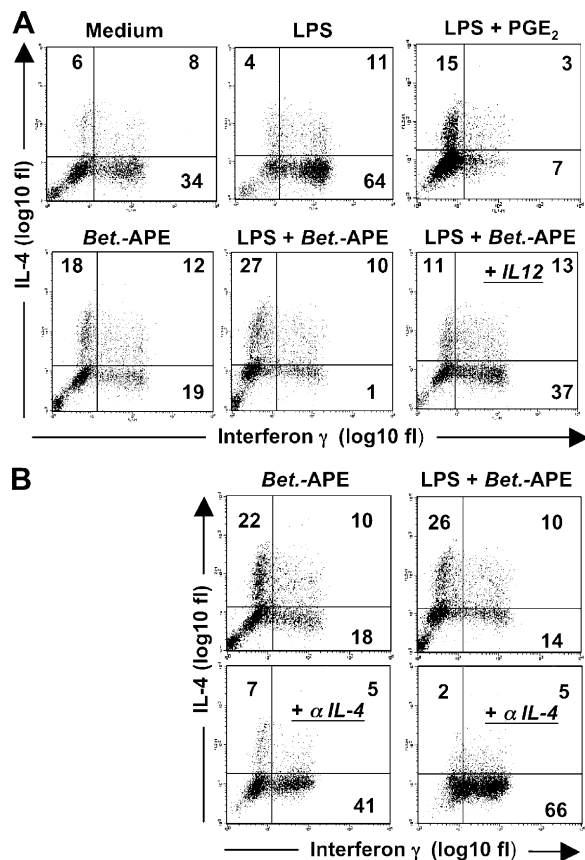 A
Medium
LPS
LPS + PGE2
6 8
4 11
15 3
34
64
7
Bet.-APE
LPS + Bet.-APE
LPS + Bet.-APE
18 12
27 10
11 13
+ IL12
19
1
37
IL-4 (log10 fl)
Interferon γ (log10 fl)
B
Bet.-APE
LPS + Bet.-APE
22 10
26 10
18
14
7 5
2 5
+ α IL-4
+ α IL-4
41
66
IL-4 (log10 fl)
Interferon γ (log10 fl)